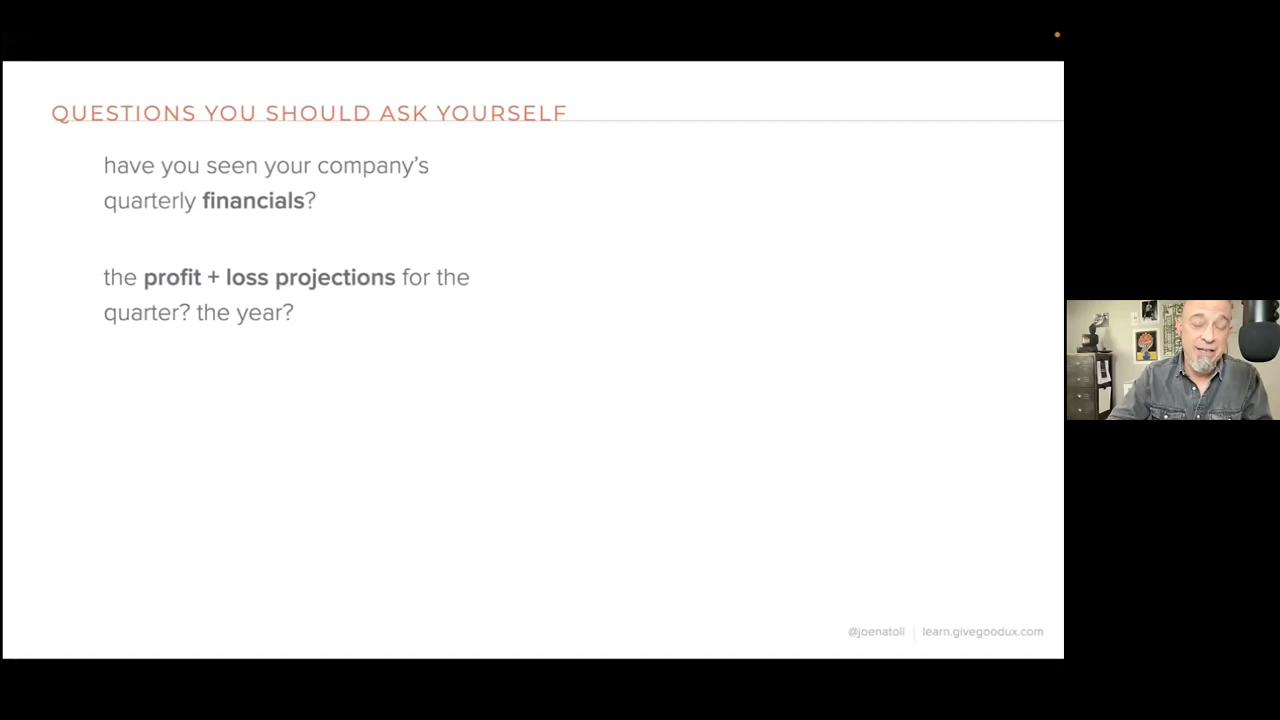 QUESTIONS YOU SHOULD ASK YOURSELF
have you seen your company’s
quarterly financials?
the profit + loss projections for the
quarter? the year?
@joenatoli | learn.givegoodux.com